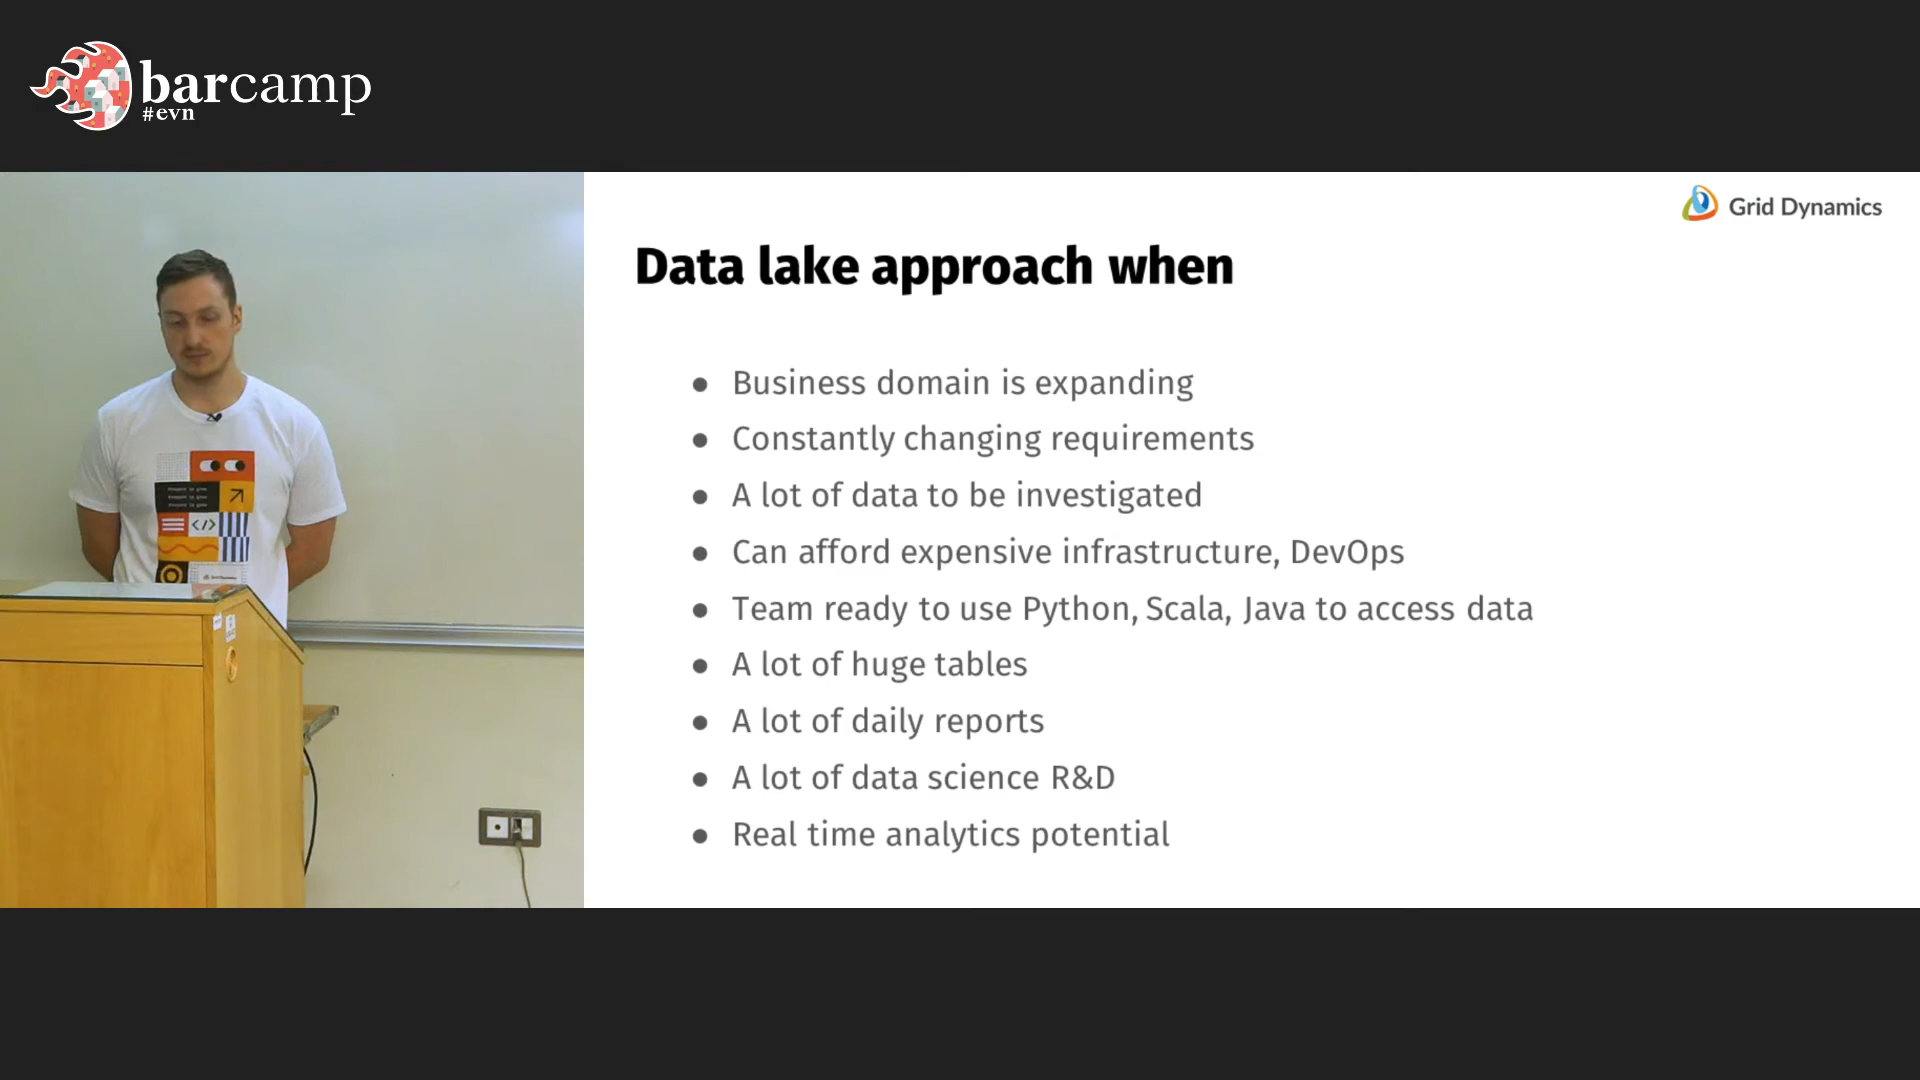 barcamp
#evn
Grid Dynamics
Data lake approach when
● Business domain is expanding
● Constantly changing requirements
● A lot of data to be investigated
● Can afford expensive infrastructure, DevOps
● Team ready to use Python, Scala, Java to access data
● A lot of huge tables
● A lot of daily reports
● A lot of data science R&D
● Real time analytics potential